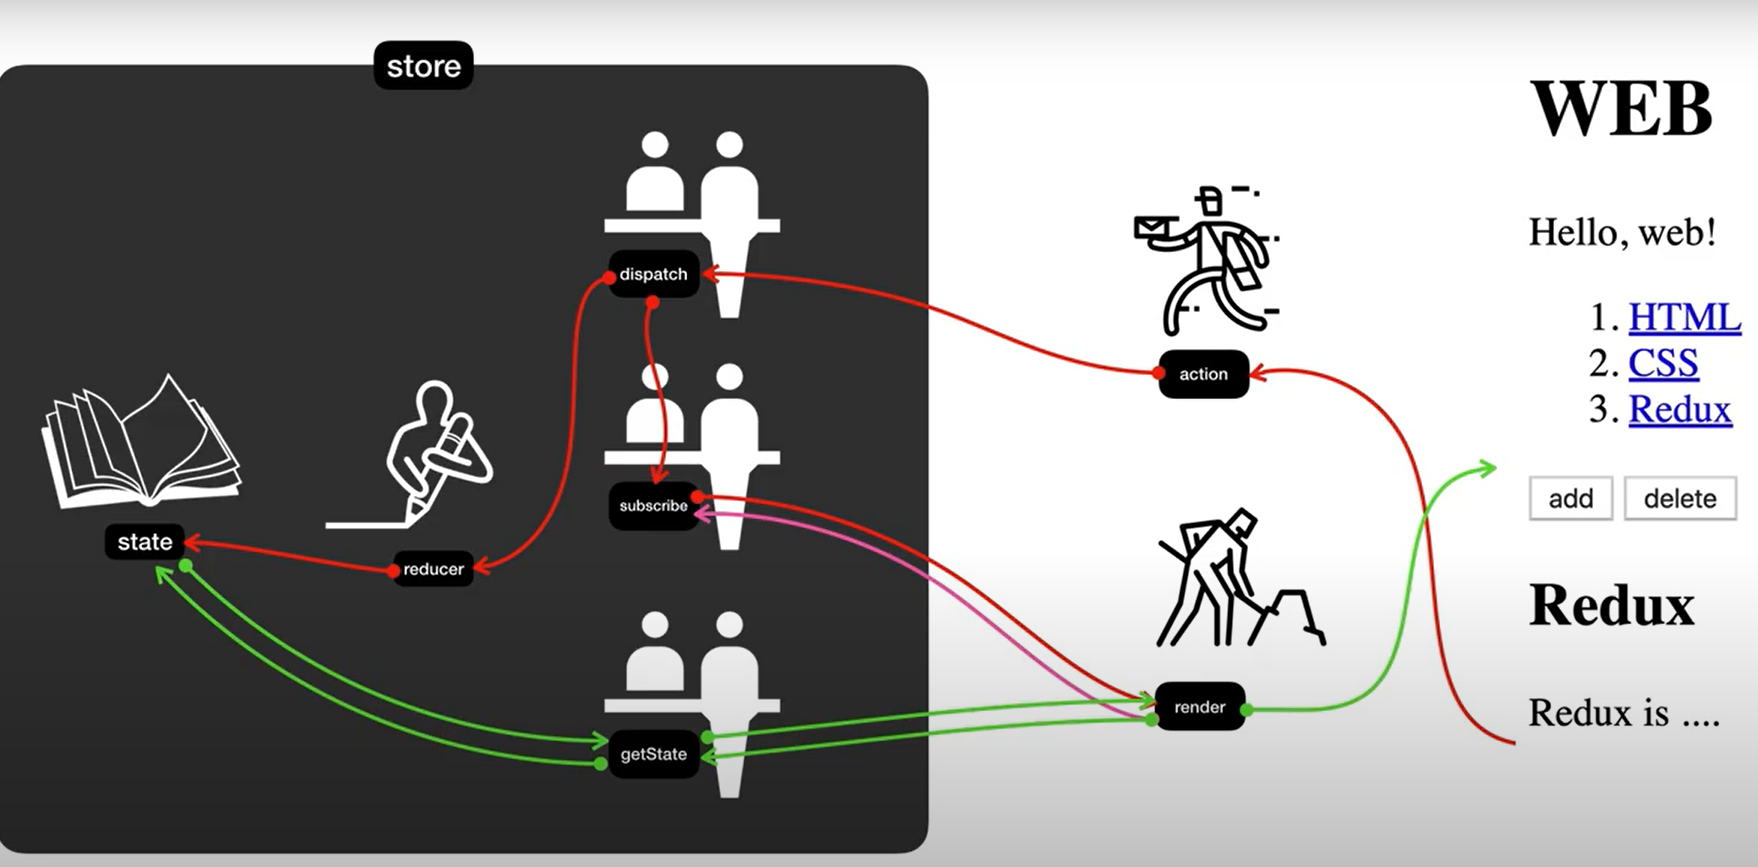 store
dispatch
subscribe
state
reducer
getState
action
render
WEB
Hello, web!
1. HTML
2. CSS
3. Redux
add delete
Redux
Redux is ....